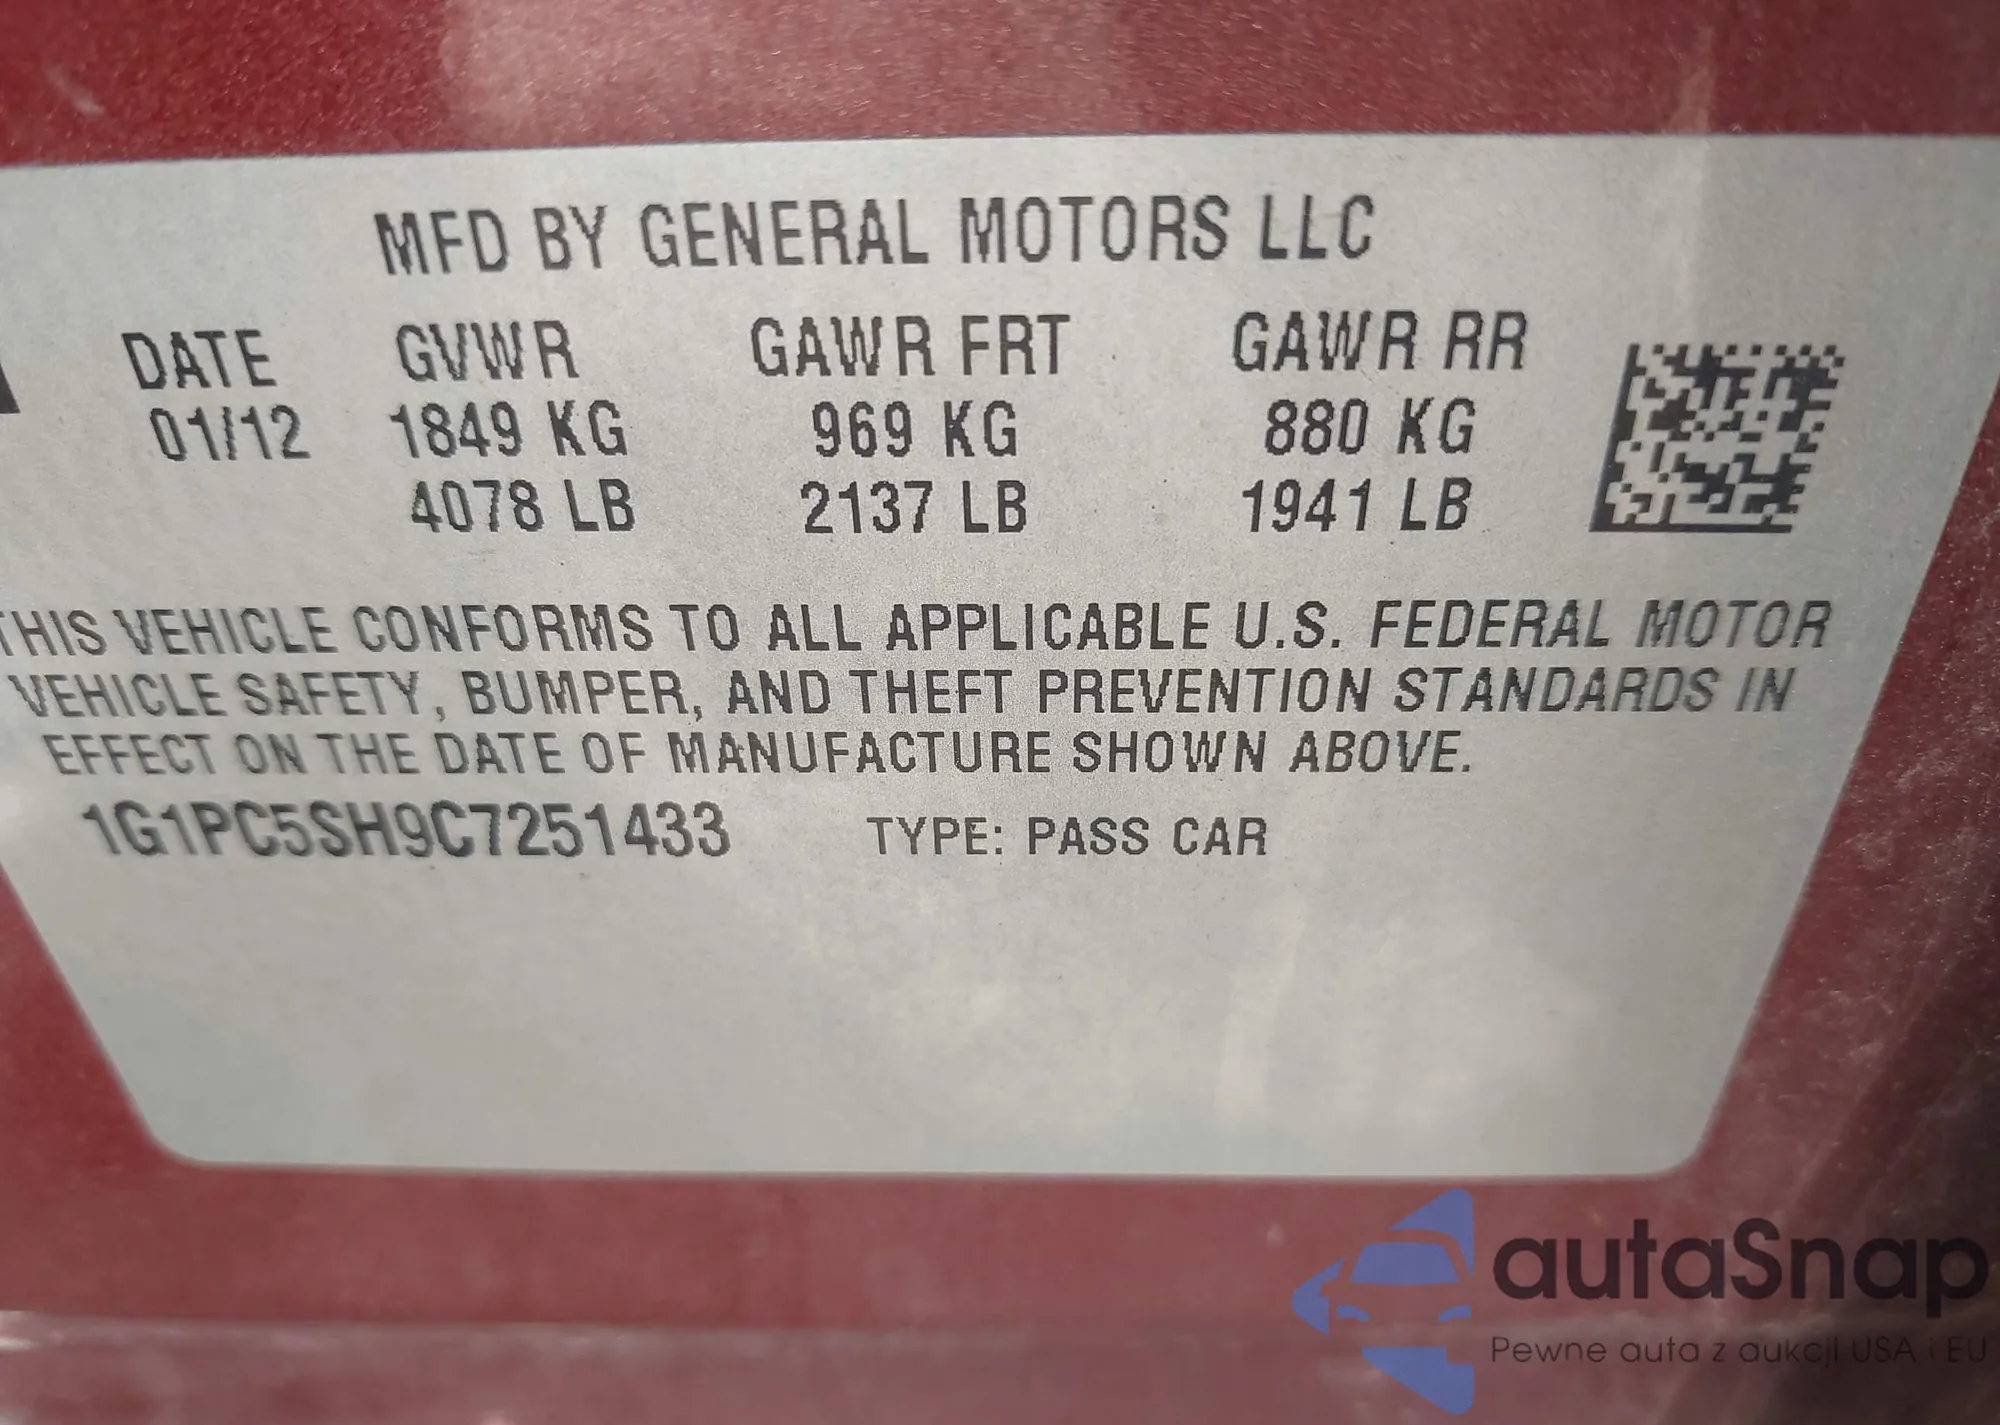 MFD BY GENERAL MOTORS LLC
DATE GVWR GAWR FRT GAWR RR
01/12 1849 KG 969 KG 880 KG
4078 LB 2137 LB 1941 LB
THIS VEHICLE CONFORMS TO ALL APPLICABLE U.S. FEDERAL MOTOR
VEHICLE SAFETY, BUMPER, AND THEFT PREVENTION STANDARDS IN
EFFECT ON THE DATE OF MANUFACTURE SHOWN ABOVE.
1G1PC5SH9C7251433 TYPE: PASS CAR
autaSnap
Pewne auta z aukcji USA i EU